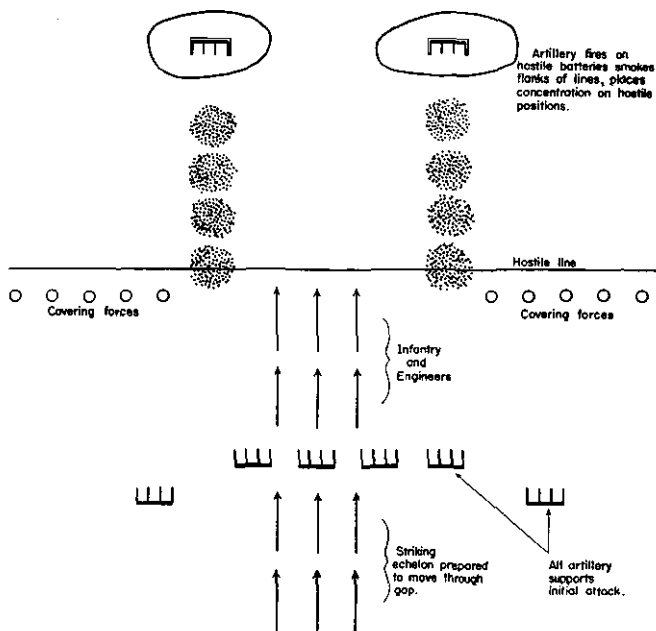 Artillery fires on
hostile batteries smokes
flanks of lines, places
concentration on hostile
positions.
Hostile line
Covering forces
Covering forces
Infantry
and
Engineers
Striking
echelon prepared
to move through
gap.
All artillery
supports
initial attack.